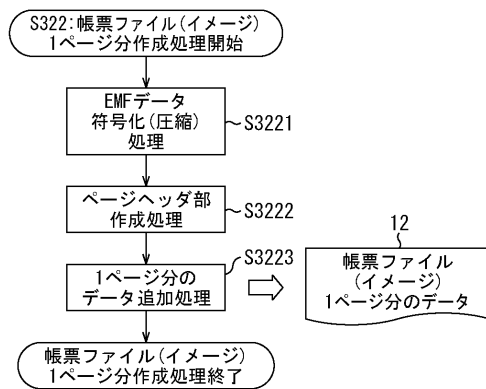 S322:帳票ファイル(イメージ)
1ページ分作成処理開始
EMFデータ
符号化(圧縮)
処理
S3221
ページヘッダ部
作成処理
S3222
1ページ分の
データ追加処理
S3223
12
帳票ファイル
(イメージ)
1ページ分のデータ
帳票ファイル(イメージ)
1ページ分作成処理終了